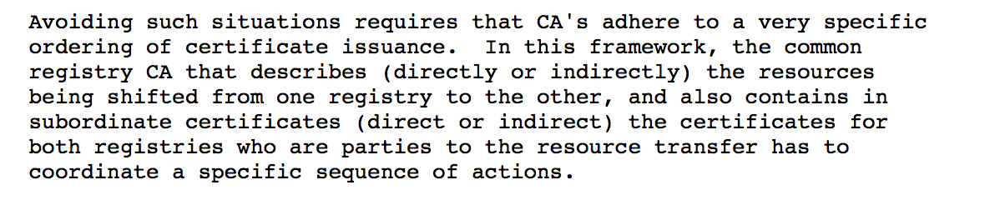 Avoiding such situations requires that CA's adhere to a very specific
ordering of certificate issuance.  In this framework, the common
registry CA that describes (directly or indirectly) the resources
being shifted from one registry to the other, and also contains in
subordinate certificates (direct or indirect) the certificates for
both registries who are parties to the resource transfer has to
coordinate a specific sequence of actions.